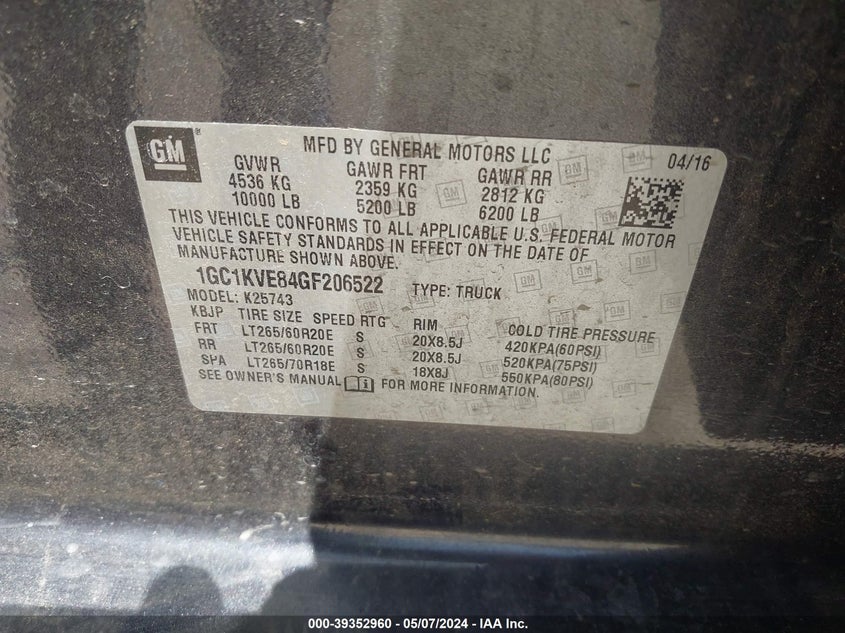 GM ®
MFD BY GENERAL MOTORS LLC 04/16
GVWR GAWR FRT GAWR RR
4536 KG 2359 KG 2812 KG
10000 LB 5200 LB 6200 LB
THIS VEHICLE CONFORMS TO ALL APPLICABLE U.S. FEDERAL MOTOR
VEHICLE SAFETY STANDARDS IN EFFECT ON THE DATE OF
MANUFACTURE SHOWN ABOVE.
1GC1KVE84GF206522 TYPE: TRUCK
MODEL: K25743
KBJP TIRE SIZE SPEED RTG RIM COLD TIRE PRESSURE
FRT LT265/60R20E S 20X8.5J 420KPA(60PSI)
RR LT265/60R20E S 20X8.5J 520KPA(75PSI)
SPA LT265/70R18E S 18X8J 550KPA(80PSI)
SEE OWNER'S MANUAL FOR MORE INFORMATION.
000-39352960 - 05/07/2024 - IAA Inc.